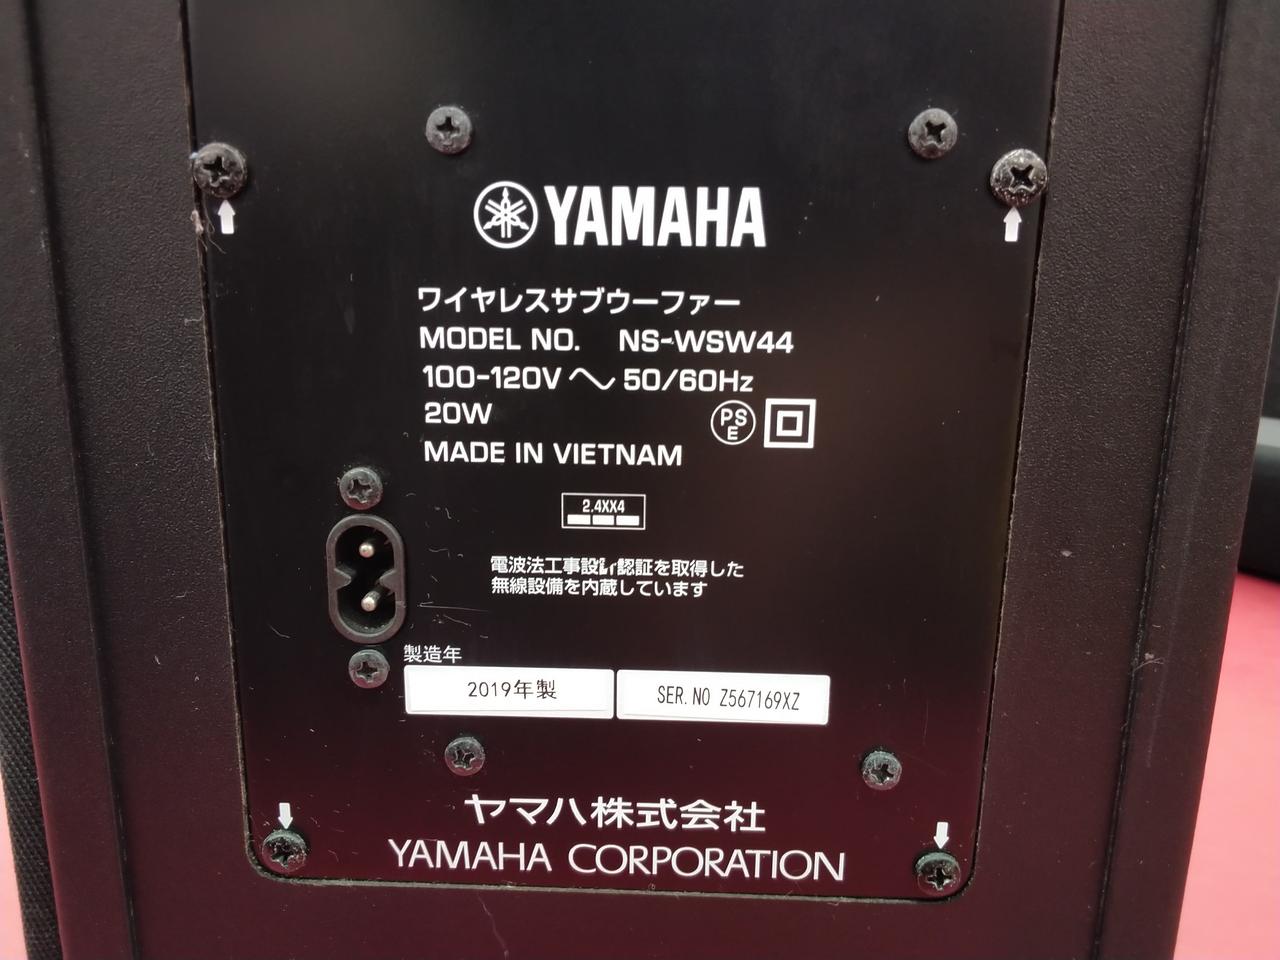 YAMAHA
ワイヤレスサブウーファー
MODEL NO. NS-WSW44
100-120V～50/60Hz
20W
PSE
MADE IN VIETNAM
2.4XX4
電波法工事設 認証を取得した
無線設備を内蔵しています
製造年
2019年製
SER.NO Z567169XZ
ヤマハ株式会社
YAMAHA CORPORATION